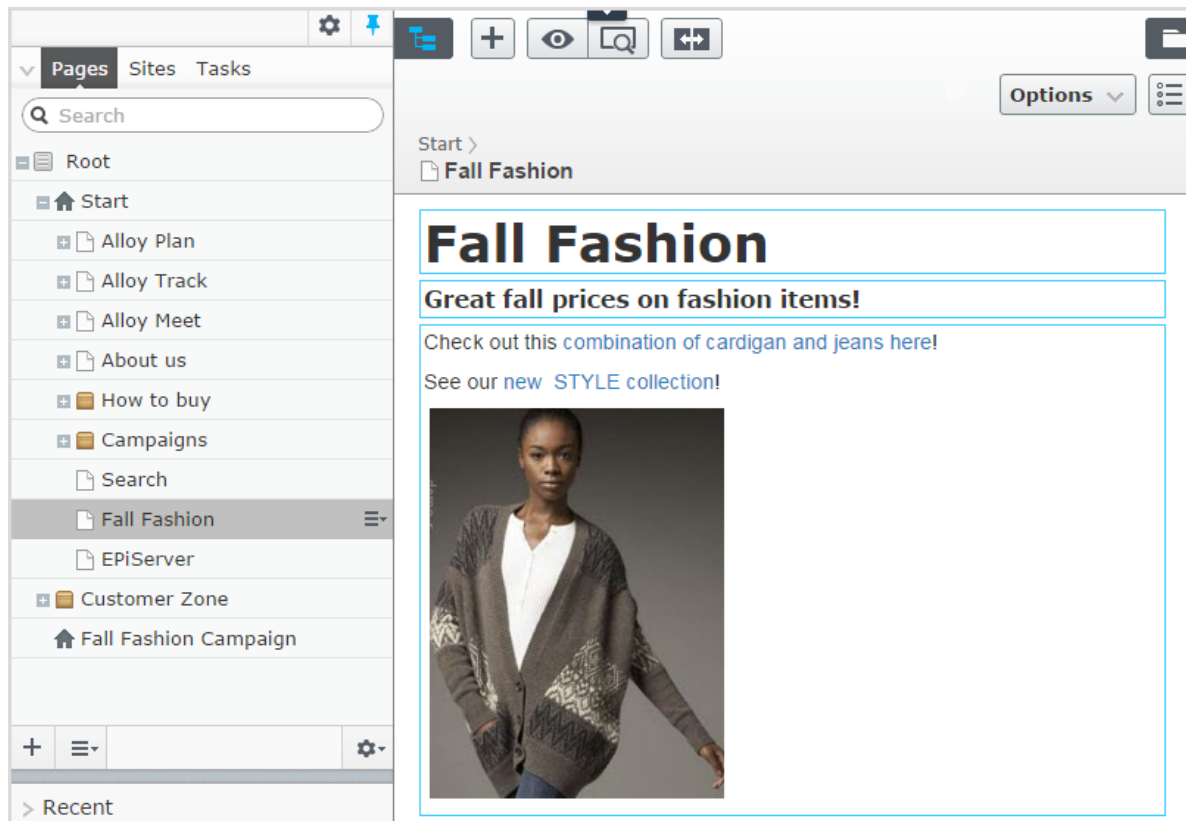 Pages Sites Tasks
Search
Root
Start
Alloy Plan
Alloy Track
Alloy Meet
About us
How to buy
Campaigns
Search
Fall Fashion
EPiServer
Customer Zone
Fall Fashion Campaign
Recent
Options
Start
Fall Fashion
Fall Fashion
Great fall prices on fashion items!
Check out this combination of cardigan and jeans here!
See our new  STYLE collection!